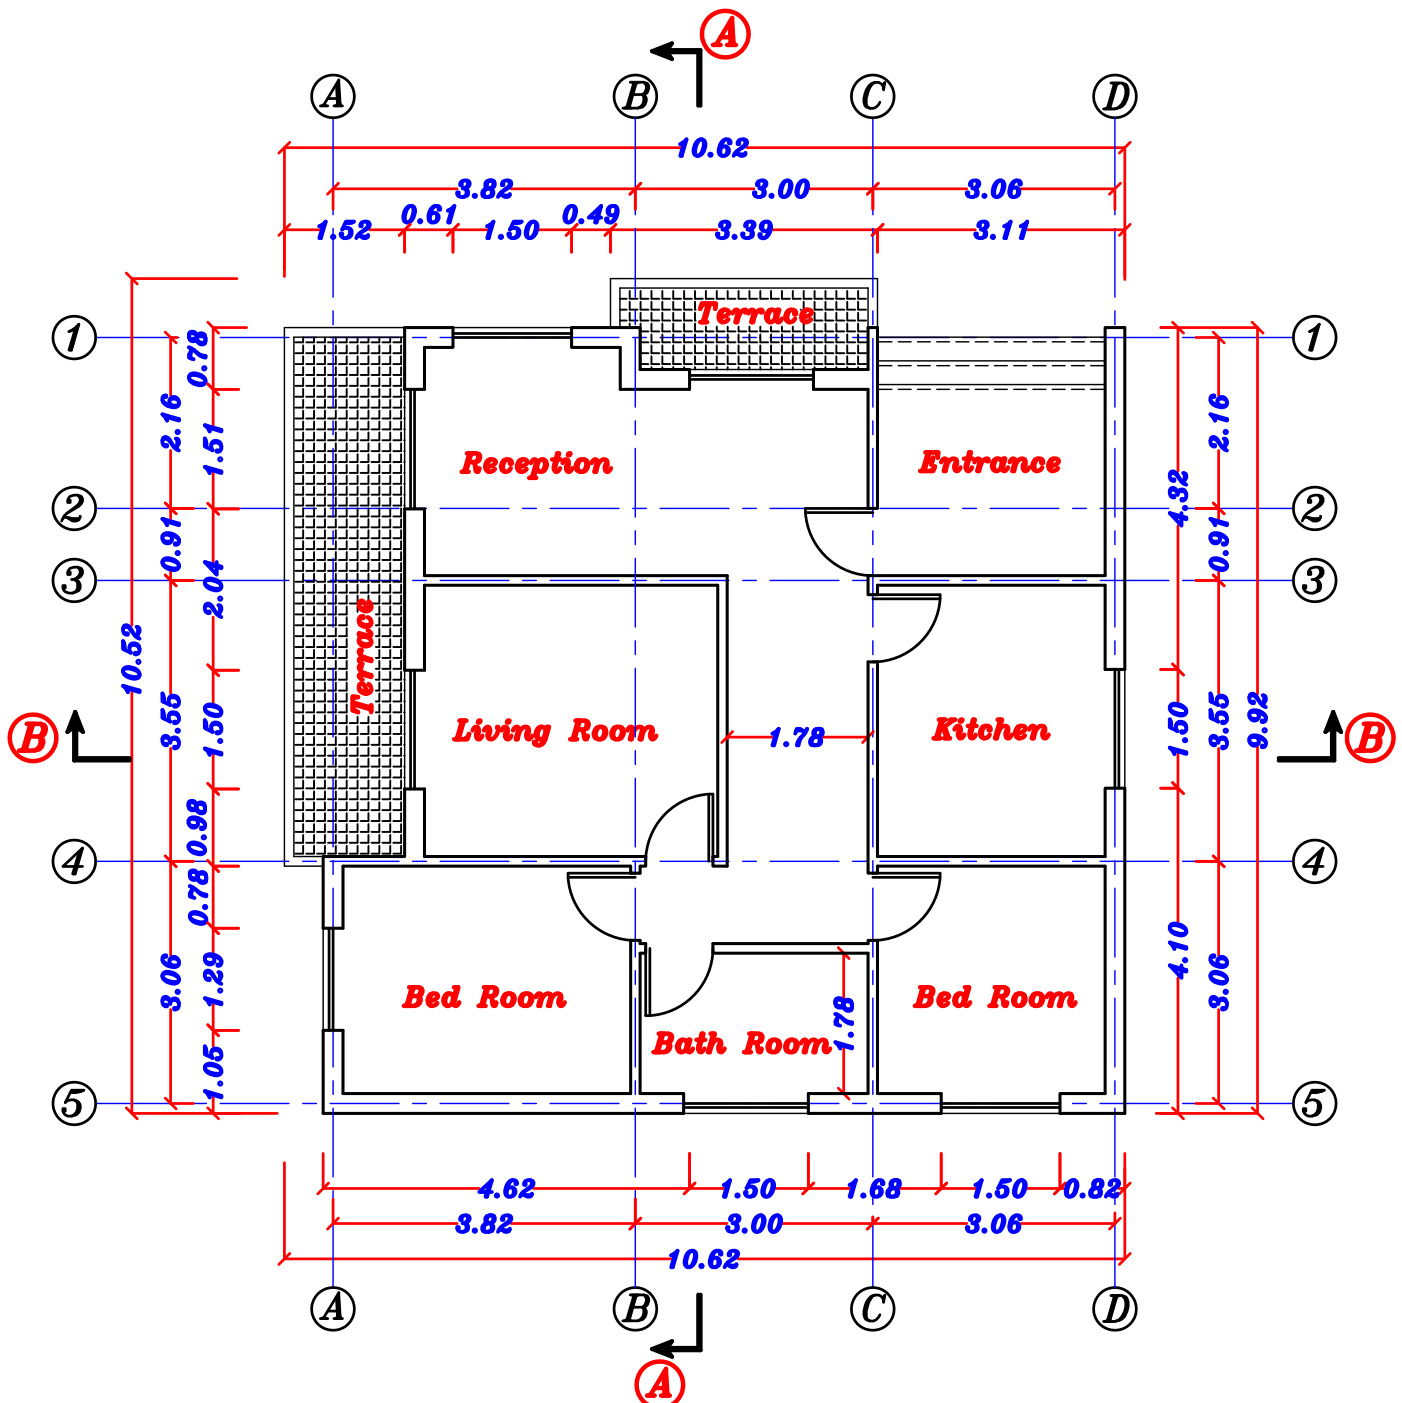 A
A B C D
10.62
3.82 3.00 3.06
0.61 0.49
1.52 1.50 3.39 3.11
Terrace
1 1
0.78
2.16 2.16
1.51
Reception Entrance
4.32
2 2
0.91 0.91
3 3
2.04
Terrace
10.52
3.55 1.50 1.50 3.55 9.92
B Living Room 1.78 Kitchen B
0.98
4 4
0.78
4.10
3.06 1.29 3.06
Bed Room Bed Room
1.78
Bath Room
1.05
5 5
4.62 1.50 1.68 1.50 0.82
3.82 3.00 3.06
10.62
A B C D
A